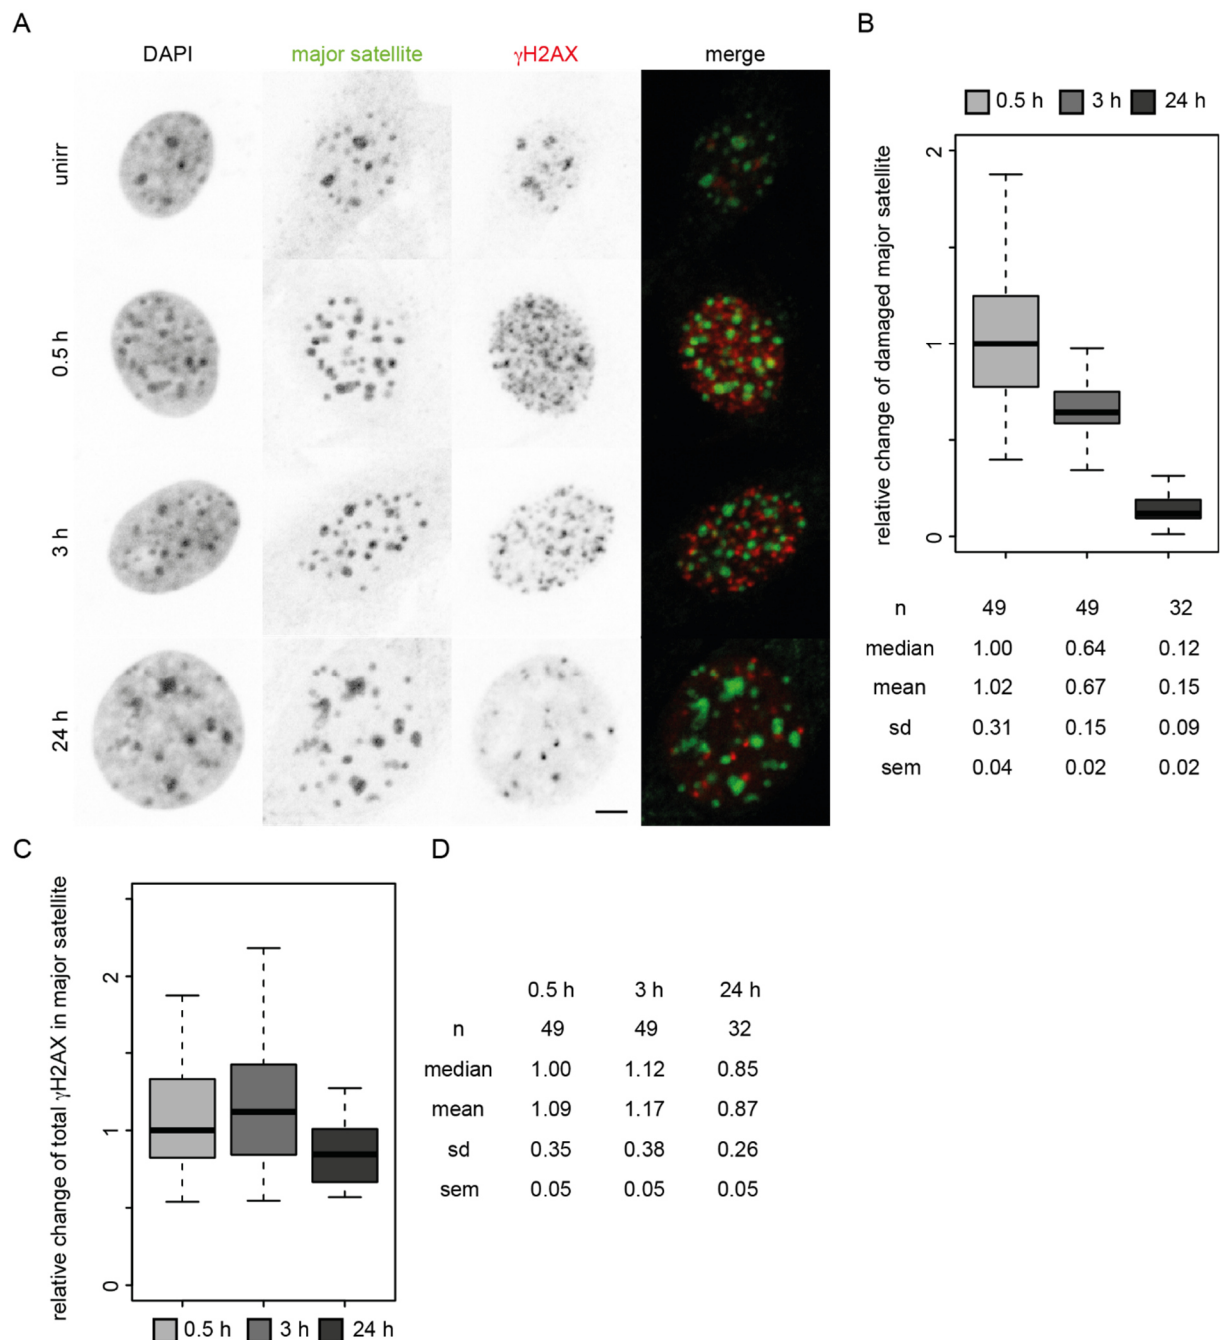 A
DAPI major satellite γH2AX merge
unirr
0.5 h
3 h
24 h
B
0.5 h 3 h 24 h
relative change of damaged major satellite
2
1
0
n 49 49 32
median 1.00 0.64 0.12
mean 1.02 0.67 0.15
sd 0.31 0.15 0.09
sem 0.04 0.02 0.02
C
relative change of total γH2AX in major satellite
2
1
0
0.5 h 3 h 24 h
D
0.5 h 3 h 24 h
n 49 49 32
median 1.00 1.12 0.85
mean 1.09 1.17 0.87
sd 0.35 0.38 0.26
sem 0.05 0.05 0.05